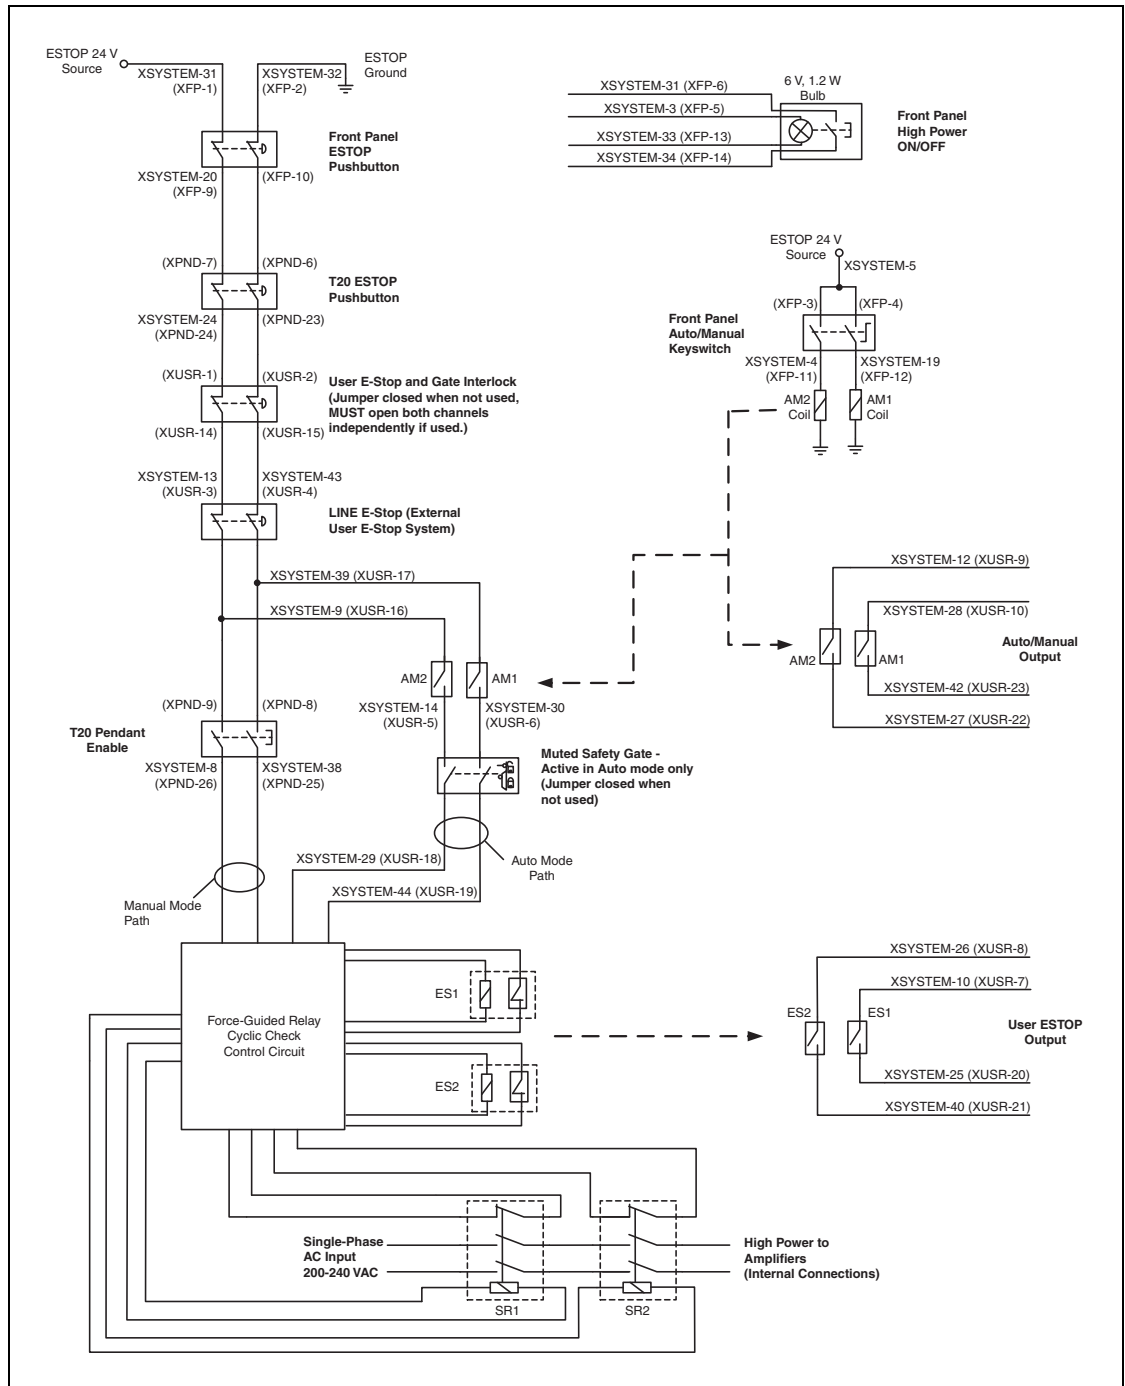 ESTOP 24 V
Source
XSYSTEM-31
(XFP-1)
XSYSTEM-32
(XFP-2)
ESTOP
Ground
Front Panel
ESTOP
Pushbutton
XSYSTEM-20
(XFP-9)
(XFP-10)
(XPND-7)
(XPND-6)
T20 ESTOP
Pushbutton
XSYSTEM-24
(XPND-24)
(XPND-23)
(XUSR-1)
(XUSR-2)
User E-Stop and Gate Interlock
(Jumper closed when not used,
MUST open both channels
independently if used.)
(XUSR-14)
(XUSR-15)
XSYSTEM-13
(XUSR-3)
XSYSTEM-43
(XUSR-4)
LINE E-Stop (External
User E-Stop System)
XSYSTEM-39 (XUSR-17)
XSYSTEM-9 (XUSR-16)
AM2
AM1
XSYSTEM-14
(XUSR-5)
XSYSTEM-30
(XUSR-6)
(XPND-9)
(XPND-8)
T20 Pendant
Enable
XSYSTEM-8
(XPND-26)
XSYSTEM-38
(XPND-25)
Muted Safety Gate -
Active in Auto mode only
(Jumper closed when
not used)
XSYSTEM-29 (XUSR-18)
Auto Mode
Path
XSYSTEM-44 (XUSR-19)
Manual Mode
Path
XSYSTEM-31 (XFP-6)
XSYSTEM-3 (XFP-5)
XSYSTEM-33 (XFP-13)
XSYSTEM-34 (XFP-14)
6 V, 1.2 W
Bulb
Front Panel
High Power
ON/OFF
ESTOP 24 V
Source
XSYSTEM-5
(XFP-3)
(XFP-4)
Front Panel
Auto/Manual
Keyswitch
XSYSTEM-4
(XFP-11)
XSYSTEM-19
(XFP-12)
AM2
Coil
AM1
Coil
XSYSTEM-12 (XUSR-9)
XSYSTEM-28 (XUSR-10)
Auto/Manual
Output
AM2
AM1
XSYSTEM-42 (XUSR-23)
XSYSTEM-27 (XUSR-22)
Force-Guided Relay
Cyclic Check
Control Circuit
ES1
ES2
XSYSTEM-26 (XUSR-8)
XSYSTEM-10 (XUSR-7)
ES2
ES1
User ESTOP
Output
XSYSTEM-25 (XUSR-20)
XSYSTEM-40 (XUSR-21)
Single-Phase
AC Input
200-240 VAC
High Power to
Amplifiers
(Internal Connections)
SR1
SR2